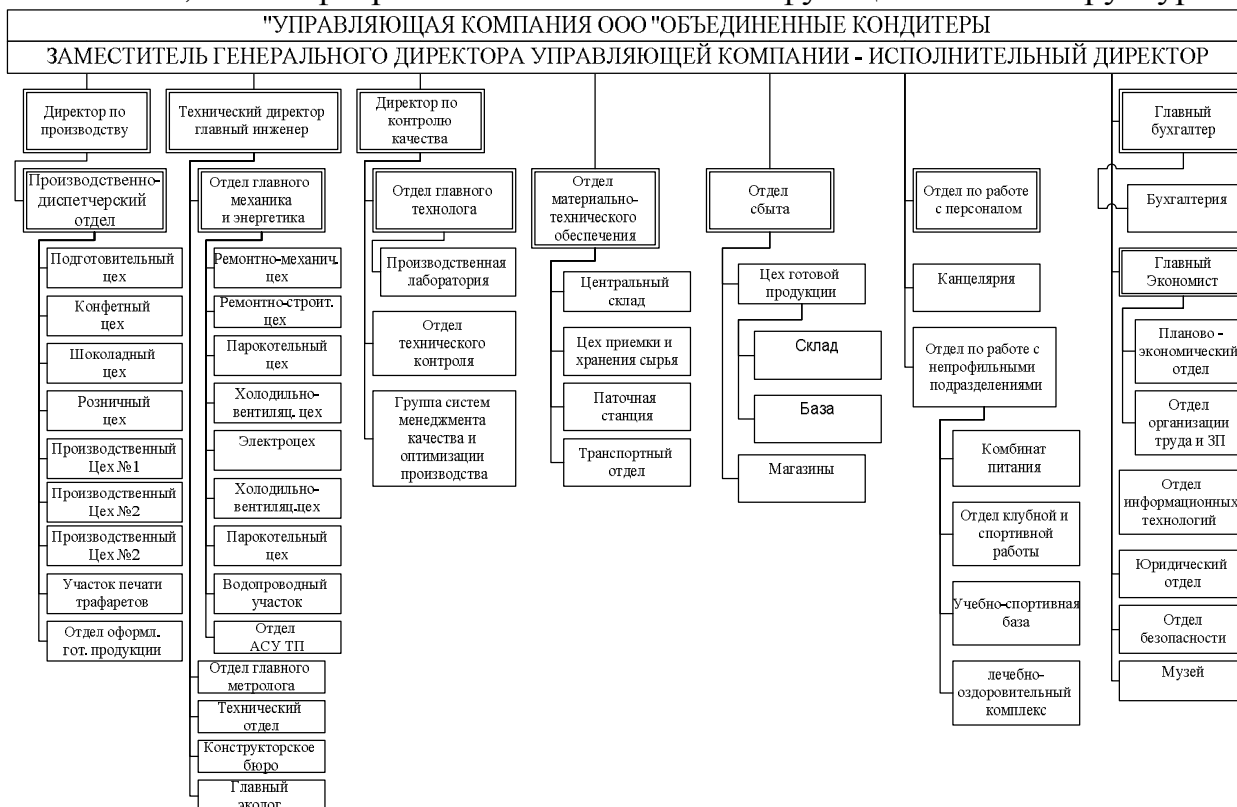 "УПРАВЛЯЮЩАЯ КОМПАНИЯ ООО "ОБЪЕДИНЕННЫЕ КОНДИТЕРЫ
ЗАМЕСТИТЕЛЬ ГЕНЕРАЛЬНОГО ДИРЕКТОРА УПРАВЛЯЮЩЕЙ КОМПАНИИ - ИСПОЛНИТЕЛЬНЫЙ ДИРЕКТОР
Директор по
производству
Производственно-
диспетчерский
отдел
Подготовительный
цех
Конфетный
цех
Шоколадный
цех
Розничный
цех
Производственный
Цех №1
Производственный
Цех №2
Производственный
Цех №2
Участок печати
трафаретов
Отдел оформл.
гот. продукции
Технический директор
главный инженер
Отдел главного
механика
и энергетика
Ремонтно-механич.
цех
Ремонтно-строит.
цех
Парокотельный
цех
Холодильно-
вентиляц. цех
Электроцех
Холодильно-
вентиляц.цех
Парокотельный
цех
Водопроводный
участок
Отдел
АСУ ТП
Отдел главного
метролога
Технический
отдел
Конструкторское
бюро
Главный
эколог
Директор по
контролю
качества
Отдел главного
технолога
Производственная
лаборатория
Отдел
технического
контроля
Группа систем
менеджмента
качества и
оптимизации
производства
Отдел
материально-
технического
обеспечения
Центральный
склад
Цех приемки и
хранения сырья
Паточная
станция
Транспортный
отдел
Отдел
сбыта
Цех готовой
продукции
Склад
База
Магазины
Отдел по работе
с персоналом
Канцелярия
Отдел по работе с
непрофильными
подразделениями
Комбинат
питания
Отдел клубной и
спортивной
работы
Учебно-спортивная
база
лечебно-
оздоровительный
комплекс
Главный
бухгалтер
Бухгалтерия
Главный
Экономист
Планово -
экономический
отдел
Отдел
организации
труда и ЗП
Отдел
информационных
технологий
Юридический
отдел
Отдел
безопасности
Музей